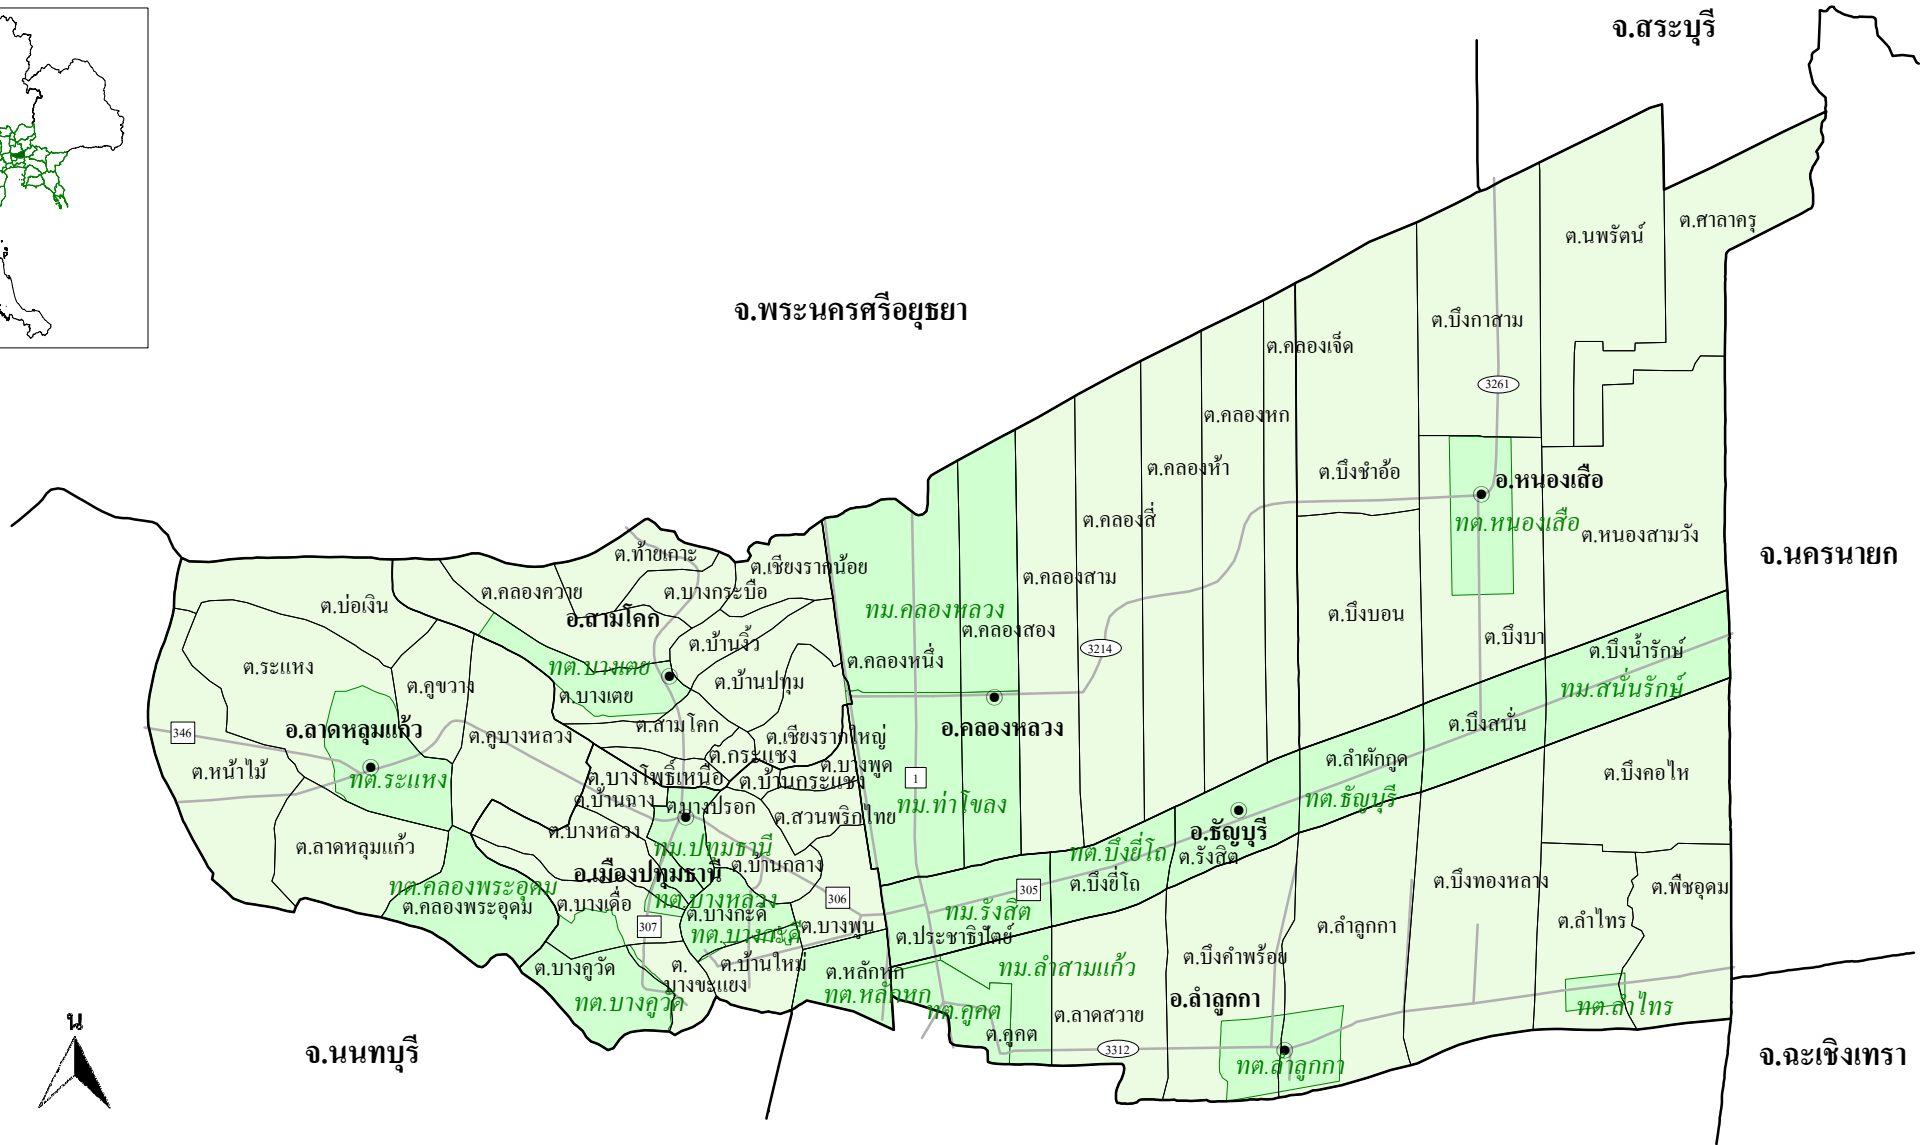 จ.สระบุรี
ต.ศาลาครุ
ต.นพรัตน์
จ.พระนครศรีอยุธยา
ต.บึงกาสาม
ต.คลองเจ็ด
3261
ต.คลองหก
ต.คลองห้า
ต.บึงชำอ้อ
อ.หนองเสือ
ต.คลองสี่
ทต.หนองเสือ
ต.หนองสามวัง
จ.นครนายก
ต.ท้ายเกาะ
ต.เชียงรากน้อย
ต.คลองสาม
ต.คลองควาย
ต.บางกระบือ
ต.บ่อเงิน
ทม.คลองหลวง
ต.บึงบอน
อ.สามโคก
ต.คลองสอง
ต.บึงบา
ต.บ้านงิ้ว
3214
ต.บึงน้ำรักษ์
ต.ระแหง
ทต.บางเตย
ต.คลองหนึ่ง
ต.คูขวาง
ต.บ้านปทุม
ทม.สนั่นรักษ์
ต.บางเตย
ต.สามโคก
อ.คลองหลวง
ต.บึงสนั่น
346
อ.ลาดหลุมแก้ว
ต.คูบางหลวง
ต.เชียงรากใหญ่
ต.กระแชง
ต.บางพูด
ต.ลำผักกูด
ต.หน้าไม้
ทต.ระแหง
ต.บางโพธิ์เหนือ
ต.บ้านกระแชง
1
ต.บึงคอไห
ต.บ้านฉาง
ต.บางปรอก
ทม.ท่าโขลง
ทต.ธัญบุรี
ต.สวนพริกไทย
ต.บางหลวง
อ.ธัญบุรี
ต.ลาดหลุมแก้ว
ทม.ปทุมธานี
ทต.บึงยี่โถ
ต.รังสิต
อ.เมืองปทุมธานี
ต.บ้านกลาง
ต.บึงยี่โถ
ต.บึงทองหลาง
ต.พืชอุดม
ทต.คลองพระอุดม
305
ต.คลองพระอุดม
ต.บางเดื่อ
ทต.บางหลวง
306
ทม.รังสิต
ต.บางกะดี
307
ต.บางพูน
ต.ลำลูกกา
ต.ลำไทร
ทต.บางกะดี
ต.ประชาธิปัตย์
ต.บางคูวัด
ต.
บางขะแยง
ต.บ้านใหม่
ต.หลักหก
ทม.ลำสามแก้ว
ต.บึงคำพร้อย
ทต.บางคูวัด
ทต.หลักหก
อ.ลำลูกกา
ทต.คูคต
ต.ลาดสวาย
ทต.ลำไทร
น
ต.คูคต
3312
จ.นนทบุรี
ทต.ลำลูกกา
จ.ฉะเชิงเทรา